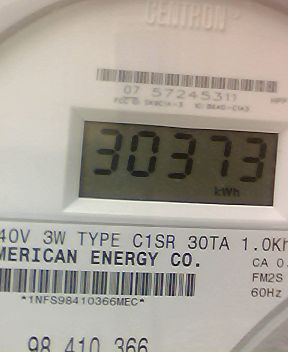 CENTRON®
07 57245311
30373
kWh
40V 3W TYPE C1SR 30TA 1.0Kh
MERICAN ENERGY CO.
CA 0.
FM2S
60Hz
*1NFS98410366MEC*
98 410 366